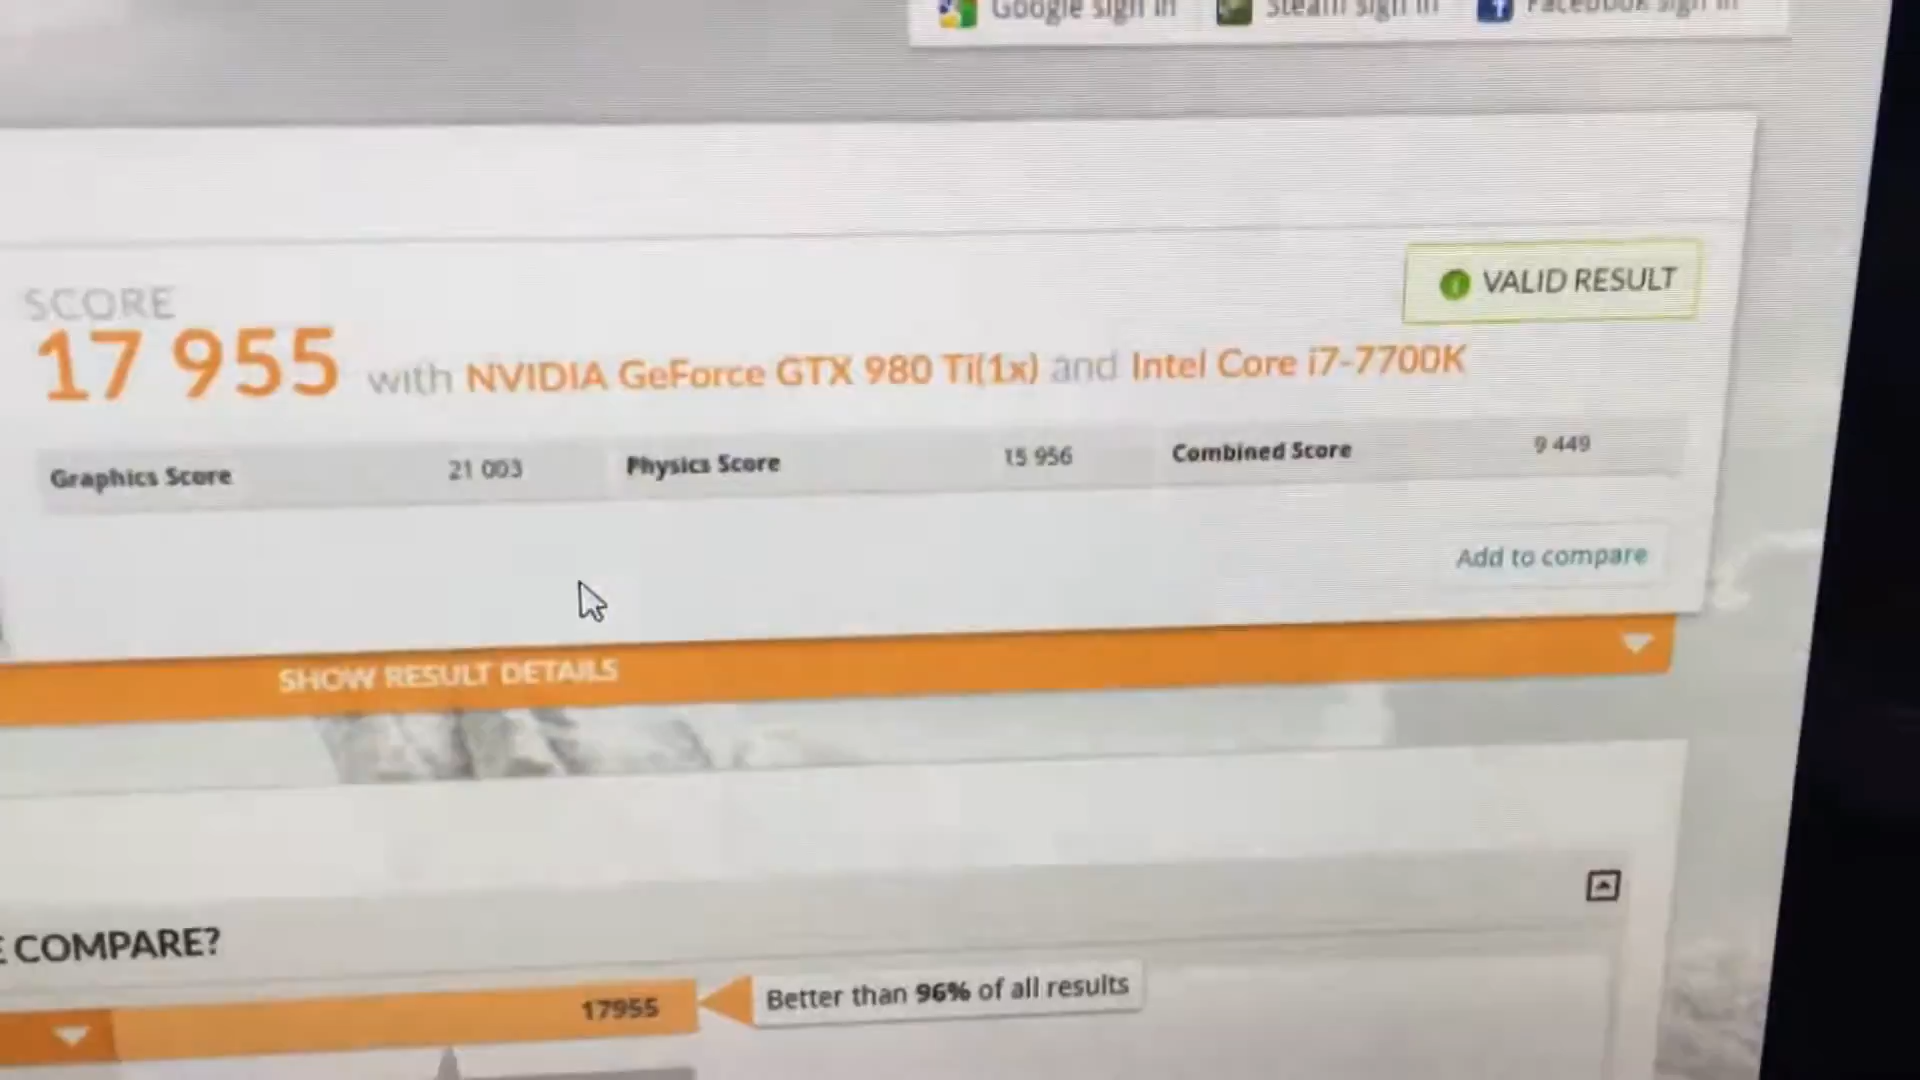 Google sign in Steam sign in Facebook sign in
SCORE
VALID RESULT
17 955 with NVIDIA GeForce GTX 980 Ti(1x) and Intel Core i7-7700K
Graphics Score 21 003 Physics Score 15 956 Combined Score 9 449
Add to compare
SHOW RESULT DETAILS
E COMPARE?
17955 Better than 96% of all results